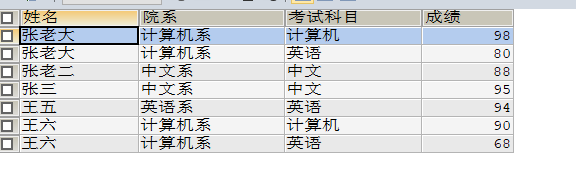 姓名 院系 考试科目 成绩
张老大 计算机系 计算机 98
张老大 计算机系 英语 80
张老二 中文系 中文 88
张三 中文系 中文 95
王五 英语系 英语 94
王六 计算机系 计算机 90
王六 计算机系 英语 68